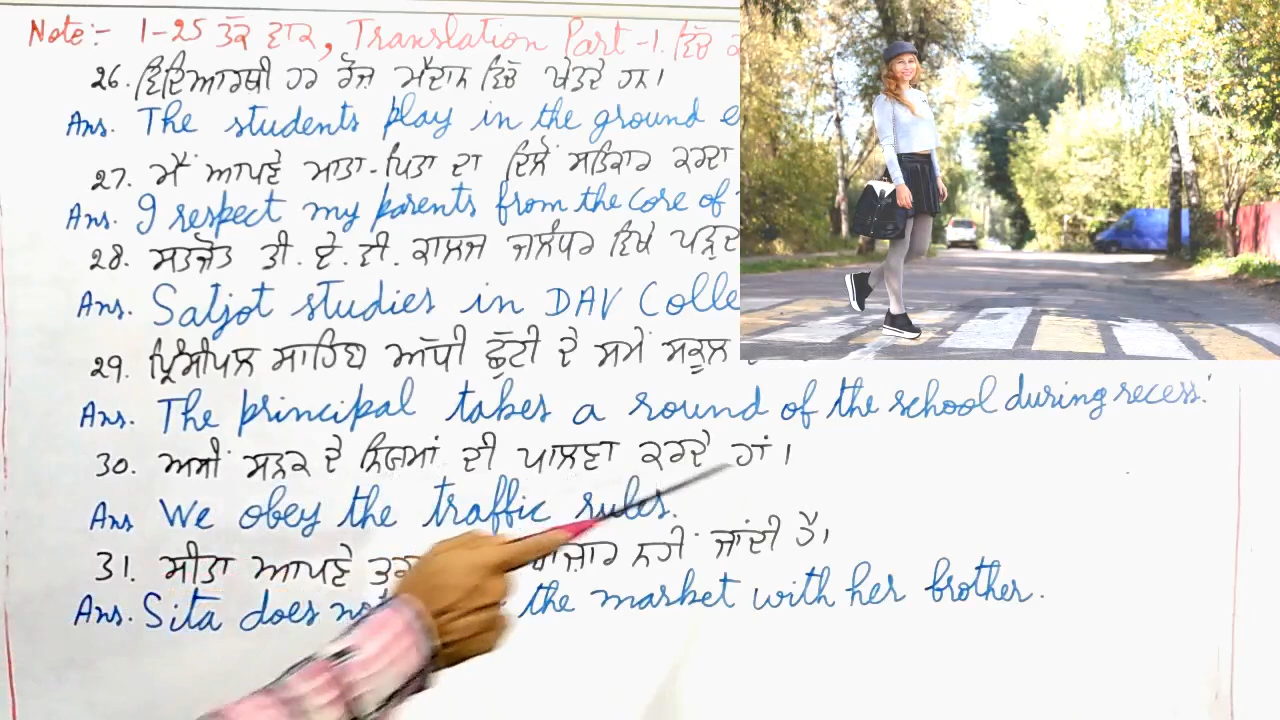 Note:- 1-25 ਤੱਕ ਵਾਕ, Translation Part-1. ਵਿੱਚ
26. ਵਿਦਿਆਰਥੀ ਹਰ ਰੋਜ਼ ਮੈਦਾਨ ਵਿੱਚ ਖੇਡਦੇ ਹਨ।
Ans. The students play in the ground
27. ਮੈਂ ਆਪਣੇ ਮਾਤਾ-ਪਿਤਾ ਦਾ ਦਿਲੋਂ ਸਤਿਕਾਰ ਕਰਦਾ
Ans. I respect my parents from the core of
28. ਸਤਜੋਤ ਡੀ. ਏ. ਵੀ. ਕਾਲਜ ਜਲੰਧਰ ਵਿਖੇ
Ans. Satjot studies in DAV Colle
29. ਪ੍ਰਿੰਸੀਪਲ ਸਾਹਿਬ ਅੱਧੀ ਛੁੱਟੀ ਦੇ ਸਮੇਂ ਸਕੂਲ
Ans. The principal takes a round of the school during recess.
30. ਅਸੀਂ ਸੜਕ ਦੇ ਨਿਯਮਾਂ ਦੀ ਪਾਲਣਾ ਕਰਦੇ ਹਾਂ।
Ans We obey the traffic rules.
31. ਸੀਤਾ ਆਪਣੇ ਬਾਜ਼ਾਰ ਨਹੀਂ ਜਾਂਦੀ ਹੈ।
Ans. Sita does not the market with her brother.